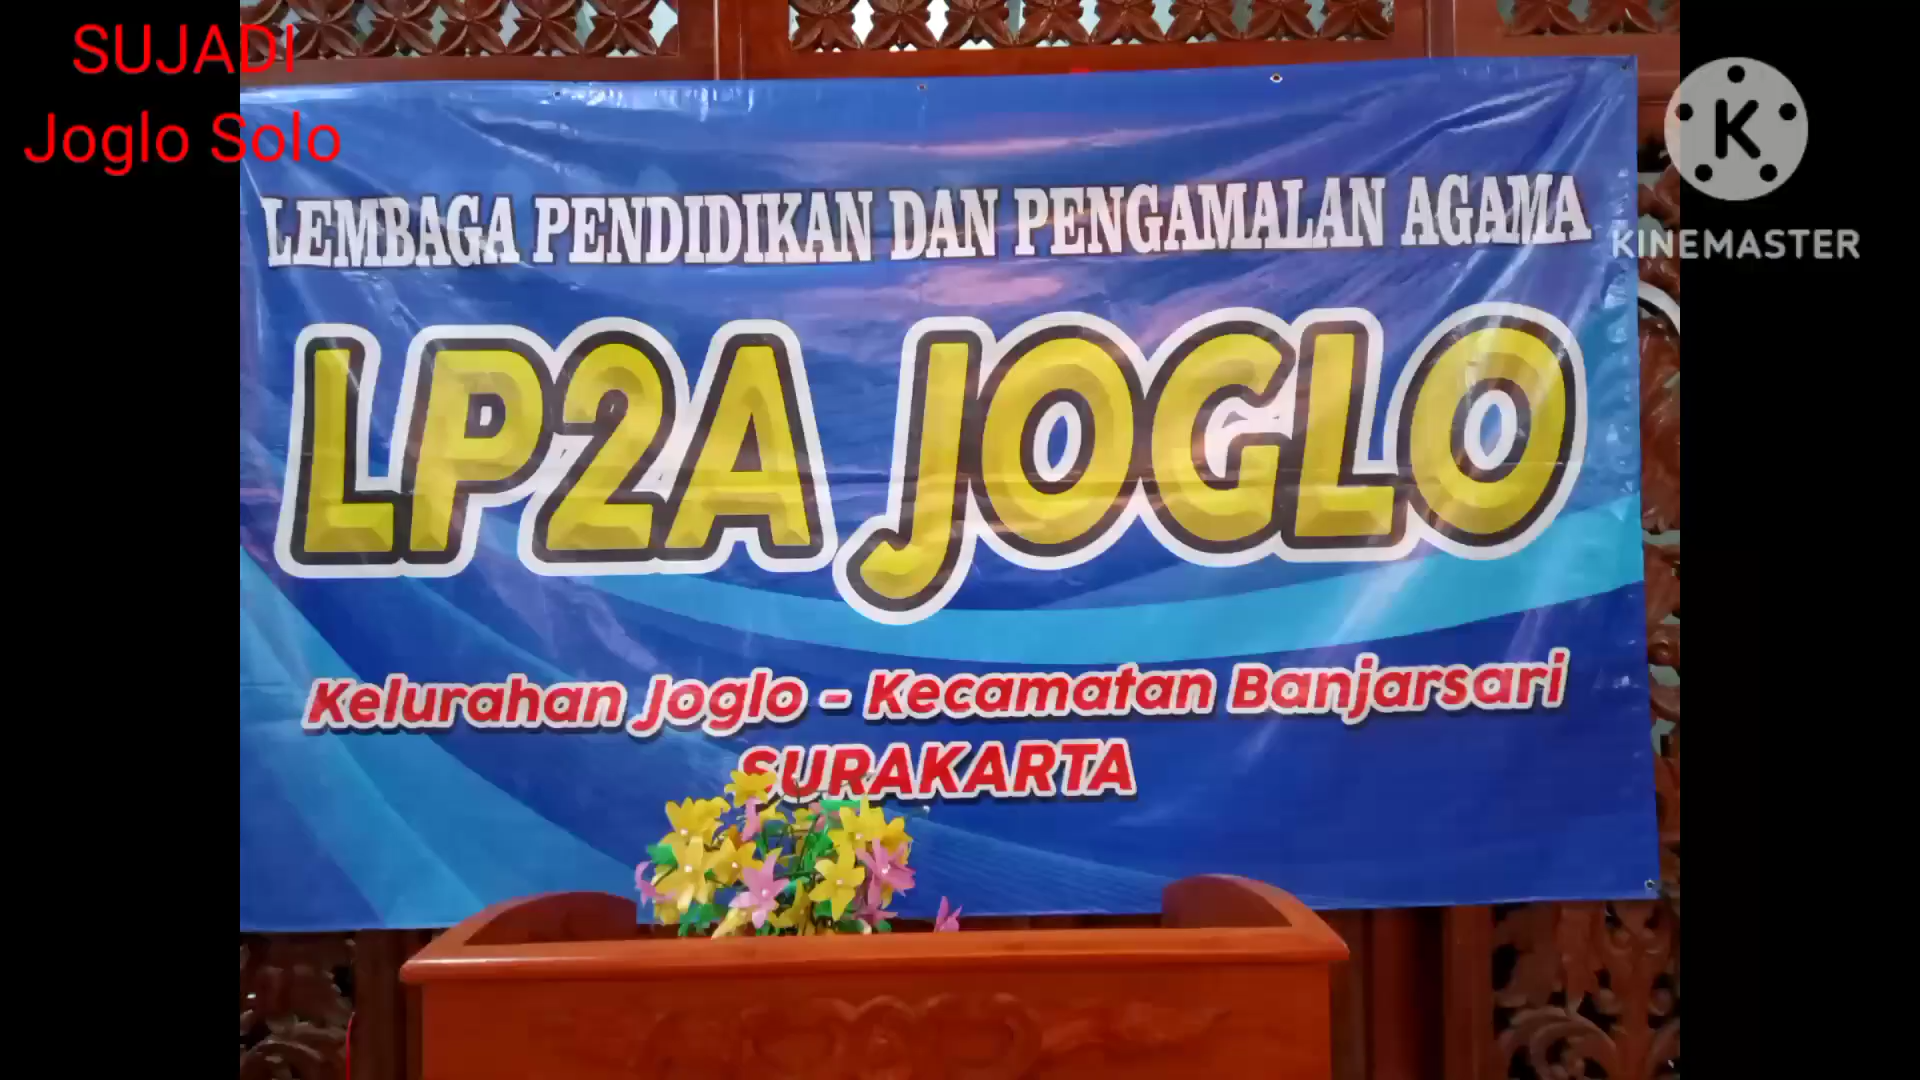 SUJADI
Joglo Solo
K
KINEMASTER
LEMBAGA PENDIDIKAN DAN PENGAMALAN AGAMA
LP2A JOGLO
Kelurahan Joglo - Kecamatan Banjarsari
SURAKARTA